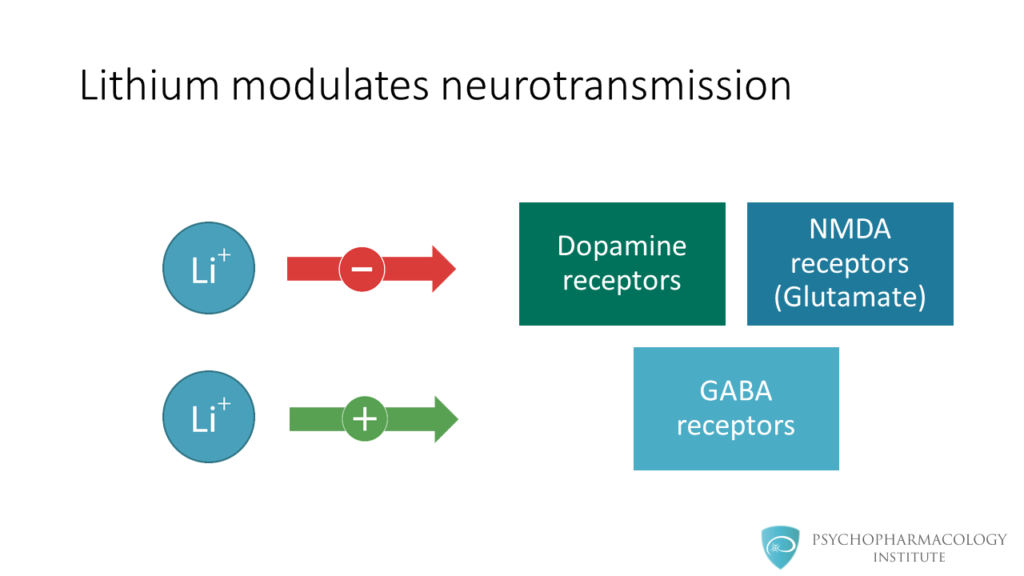 Lithium modulates neurotransmission
Li+
−
Dopamine
receptors
NMDA
receptors
(Glutamate)
Li+
+
GABA
receptors
PSYCHOPHARMACOLOGY
INSTITUTE